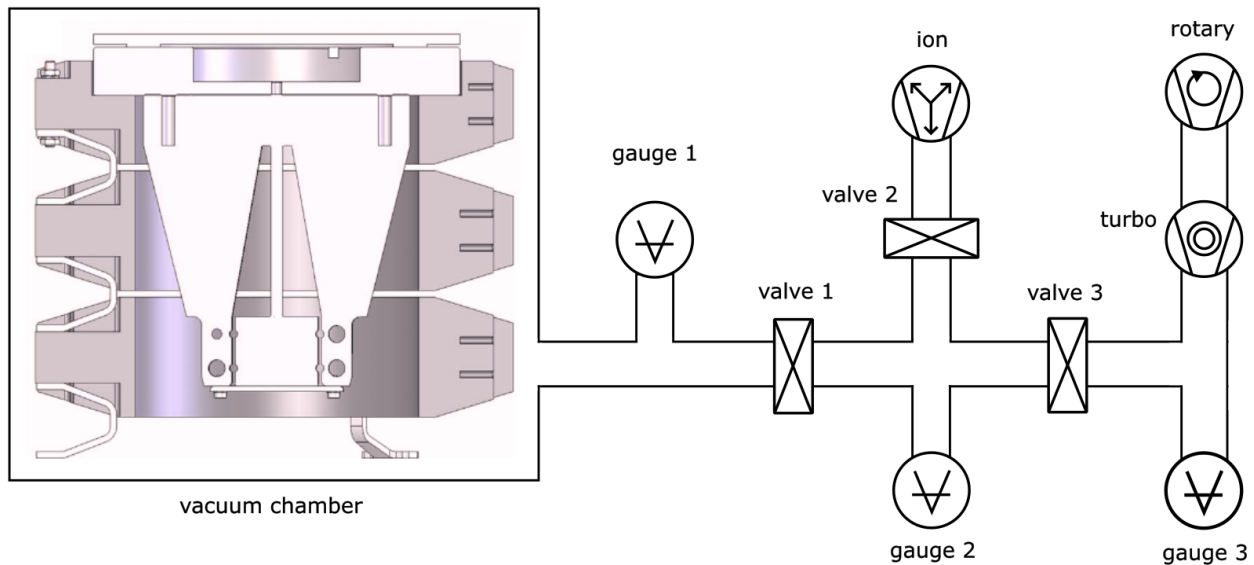 ion
rotary
gauge 1
valve 2
turbo
valve 1
valve 3
vacuum chamber
gauge 2
gauge 3